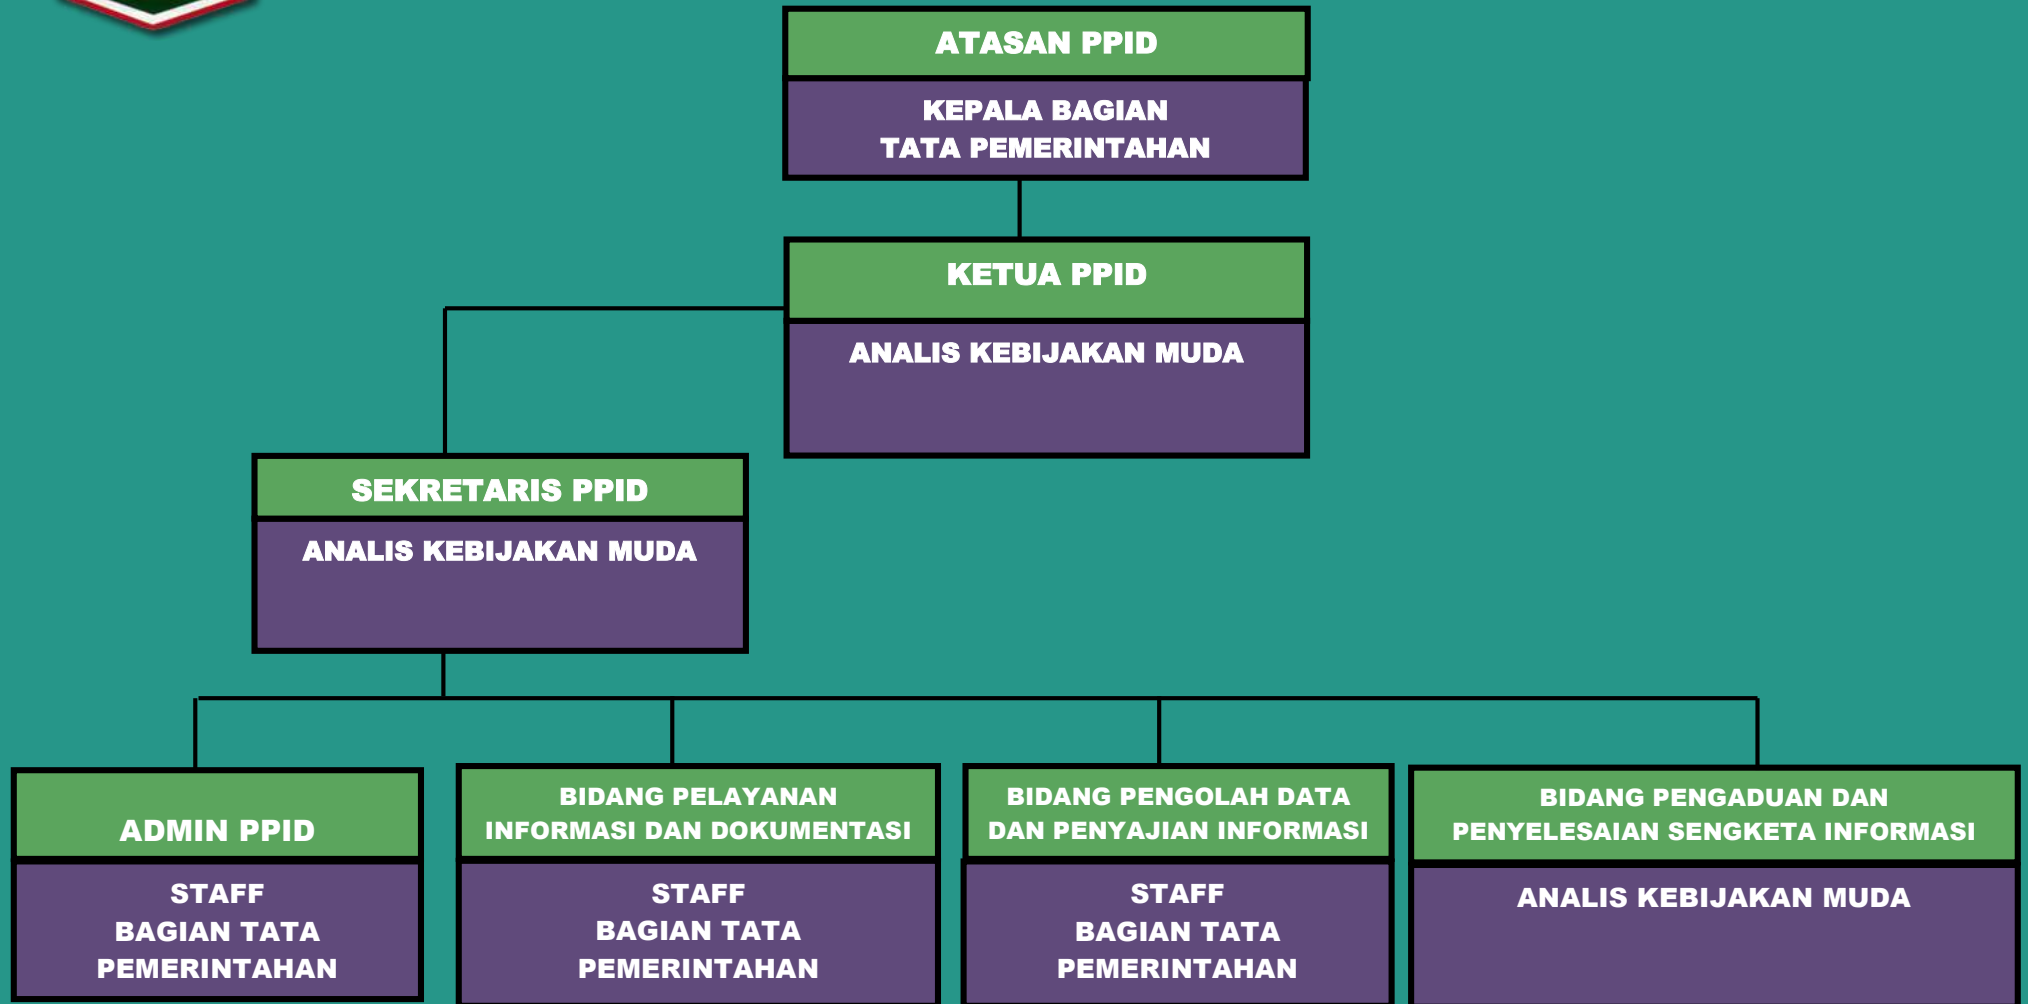 ATASAN PPID
KEPALA BAGIAN
TATA PEMERINTAHAN
KETUA PPID
ANALIS KEBIJAKAN MUDA
SEKRETARIS PPID
ANALIS KEBIJAKAN MUDA
ADMIN PPID
STAFF
BAGIAN TATA
PEMERINTAHAN
BIDANG PELAYANAN
INFORMASI DAN DOKUMENTASI
STAFF
BAGIAN TATA
PEMERINTAHAN
BIDANG PENGOLAH DATA
DAN PENYAJIAN INFORMASI
STAFF
BAGIAN TATA
PEMERINTAHAN
BIDANG PENGADUAN DAN
PENYELESAIAN SENGKETA INFORMASI
ANALIS KEBIJAKAN MUDA